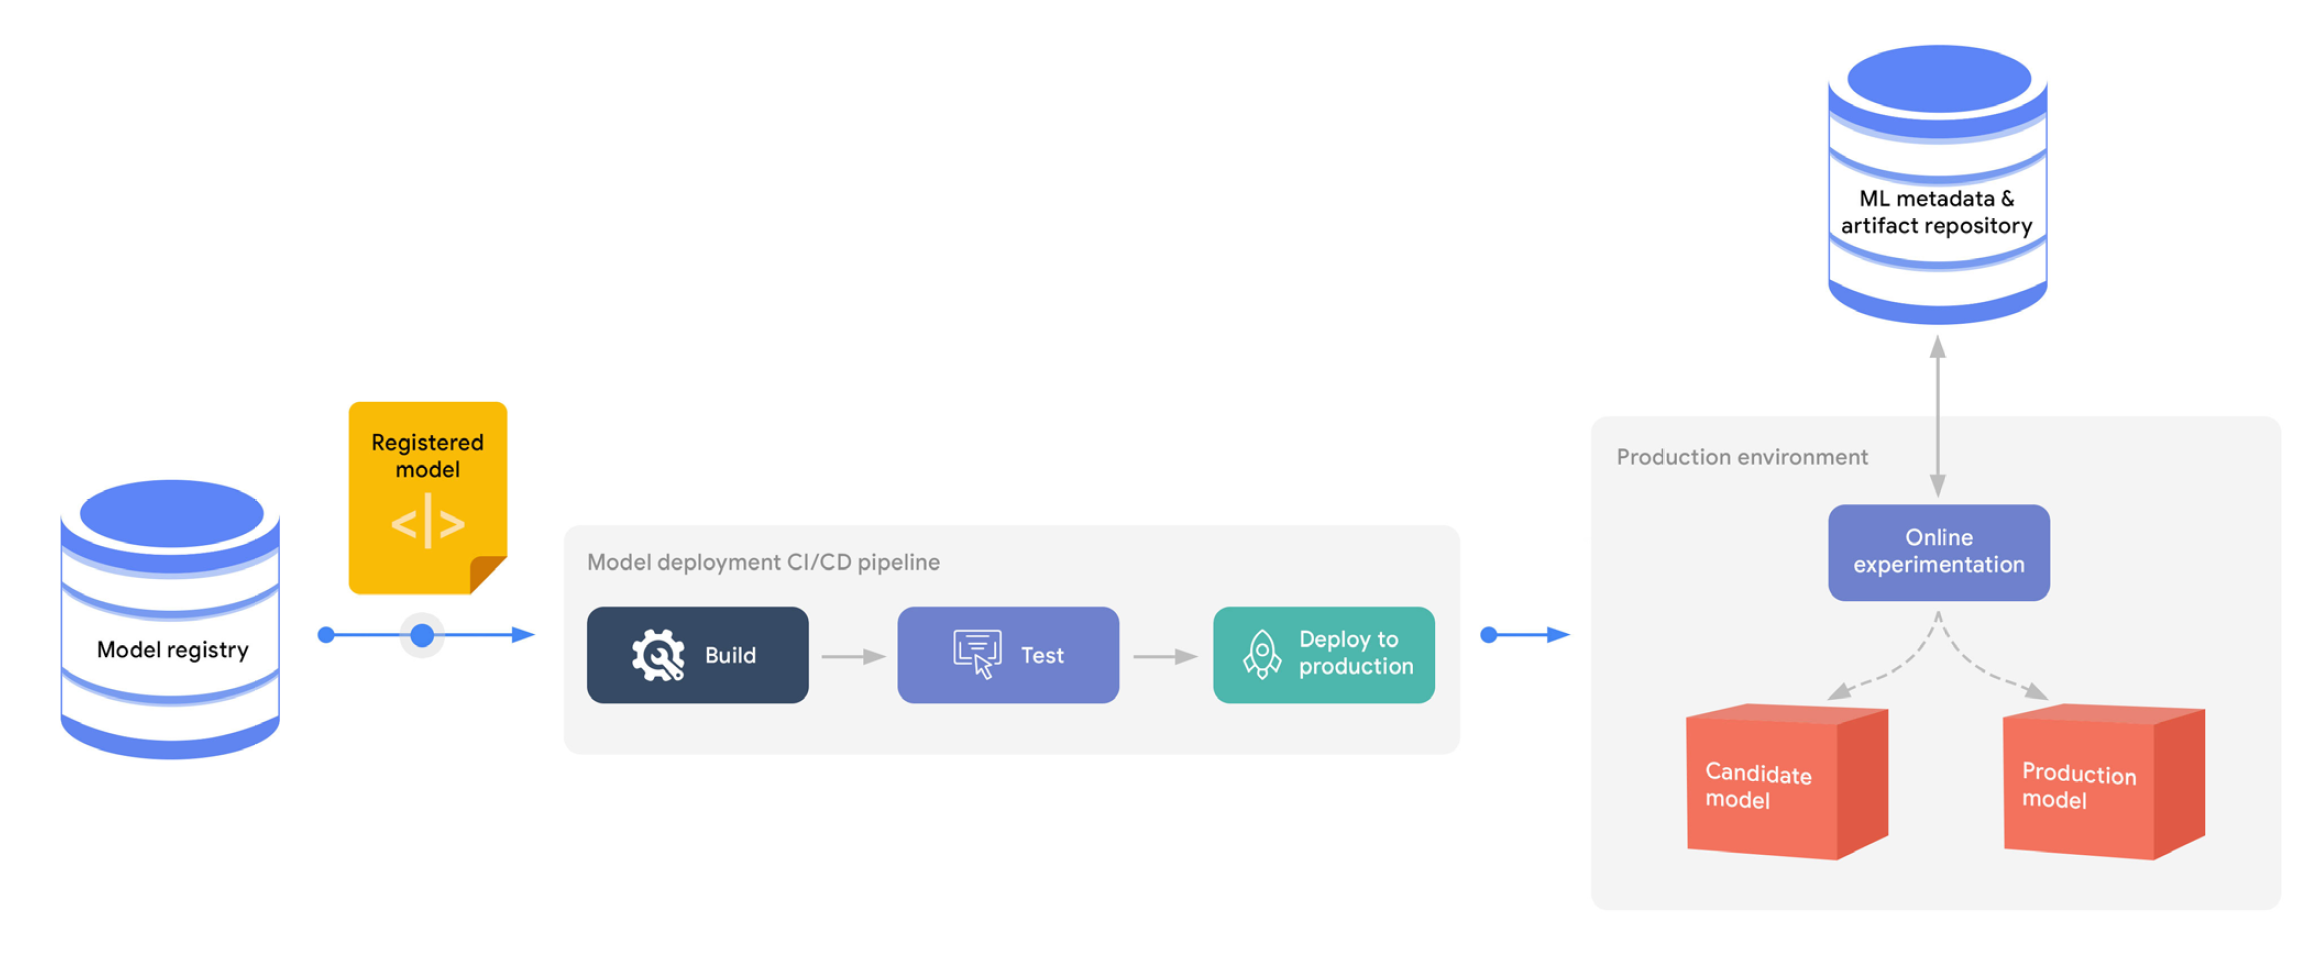 ML metadata &
artifact repository
Registered
model
</>
Model registry
Model deployment CI/CD pipeline
Build
Test
Deploy to
production
Production environment
Online
experimentation
Candidate
model
Production
model